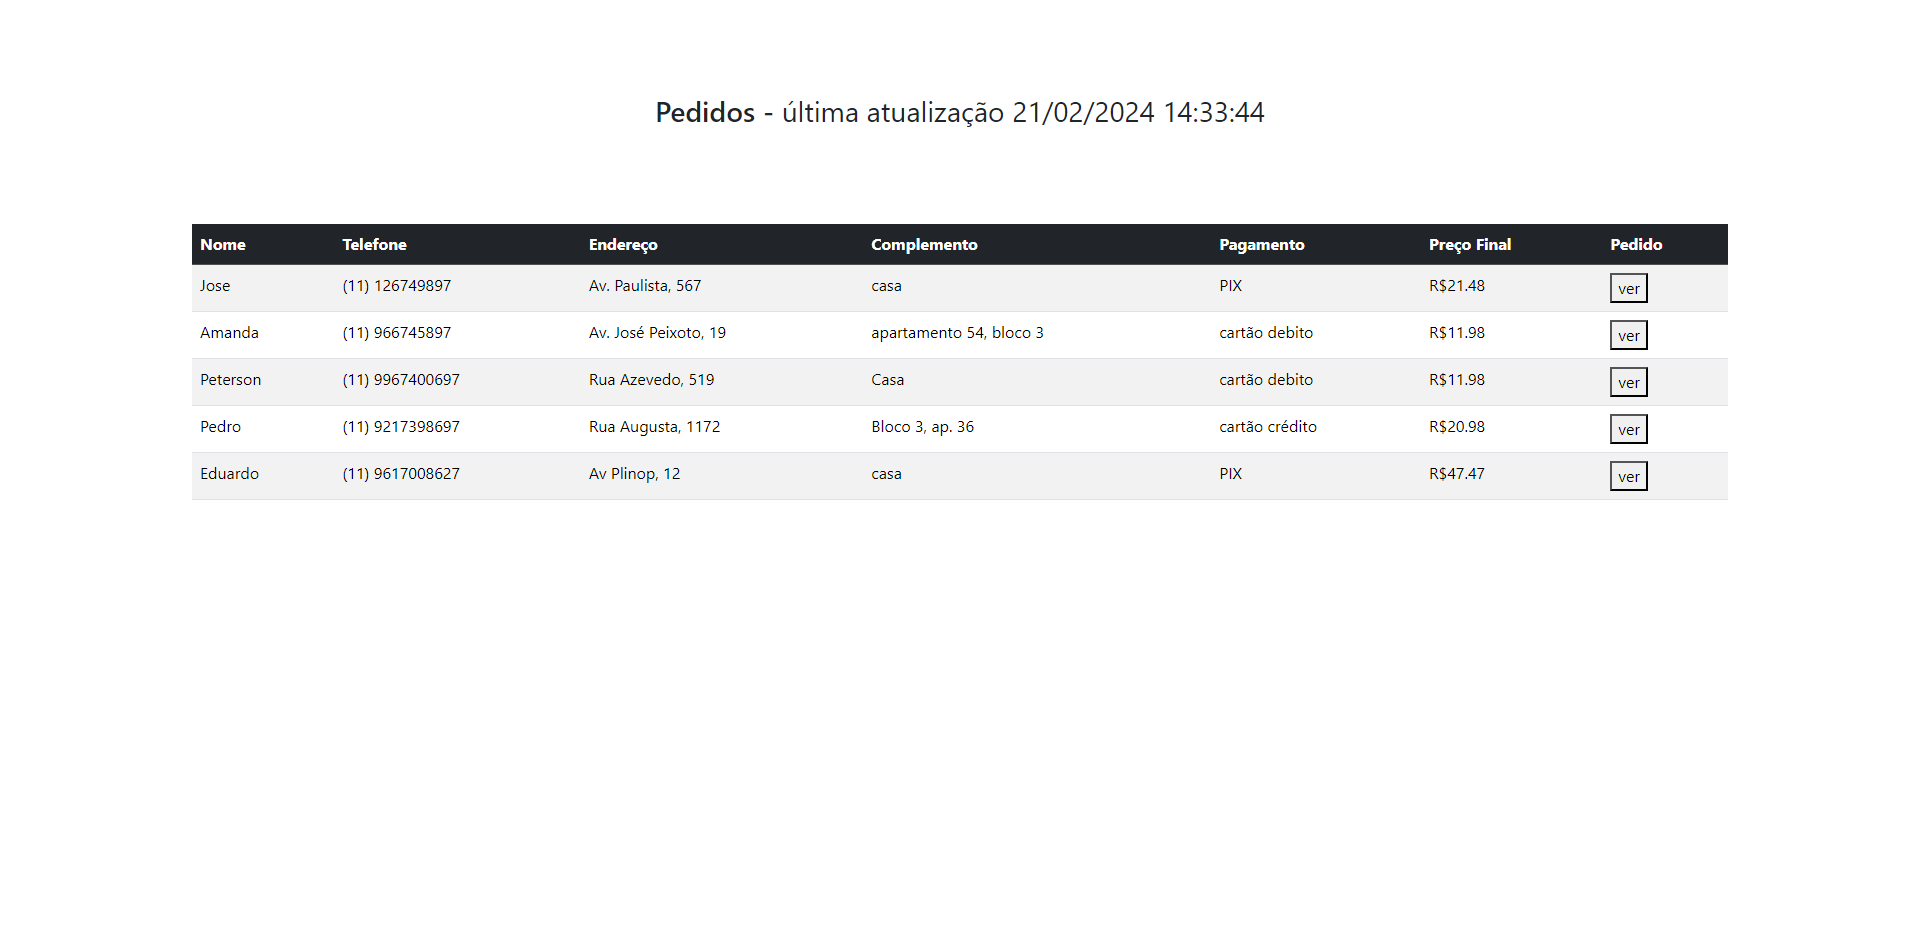 Pedidos - última atualização 21/02/2024 14:33:44
Nome Telefone Endereço Complemento Pagamento Preço Final Pedido
Jose (11) 126749897 Av. Paulista, 567 casa PIX R$21.48 ver
Amanda (11) 966745897 Av. José Peixoto, 19 apartamento 54, bloco 3 cartão debito R$11.98 ver
Peterson (11) 9967400697 Rua Azevedo, 519 Casa cartão debito R$11.98 ver
Pedro (11) 9217398697 Rua Augusta, 1172 Bloco 3, ap. 36 cartão crédito R$20.98 ver
Eduardo (11) 9617008627 Av Plinop, 12 casa PIX R$47.47 ver